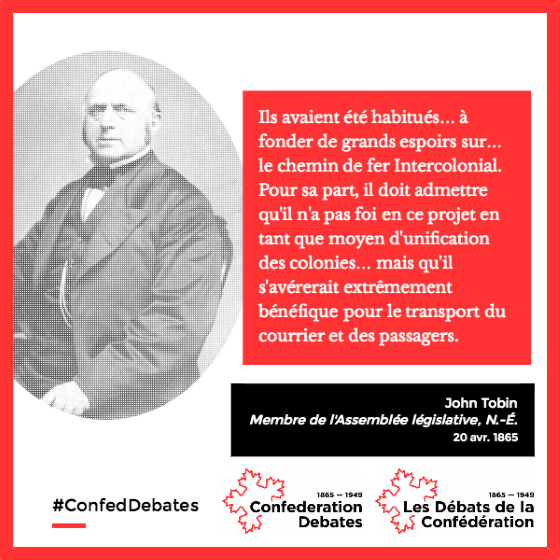 Ils avaient été habitués... à
fonder de grands espoirs sur...
le chemin de fer Intercolonial.
Pour sa part, il doit admettre
qu'il n'a pas foi en ce projet en
tant que moyen d'unification
des colonies... mais qu'il
s'avérerait extrêmement
bénéfique pour le transport du
courrier et des passagers.
John Tobin
Membre de l'Assemblée législative, N.-É.
20 avr. 1865
#ConfedDebates
1865 — 1949
Confederation
Debates
1865 — 1949
Les Débats de la
Confédération